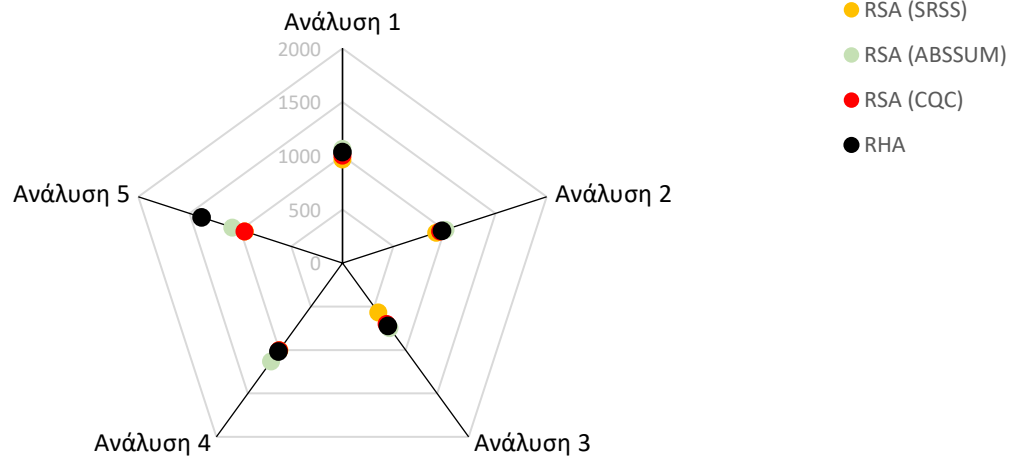 Ανάλυση 1
2000
1500
1000
500
0
Ανάλυση 2
Ανάλυση 3
Ανάλυση 4
Ανάλυση 5
RSA (SRSS)
RSA (ABSSUM)
RSA (CQC)
RHA